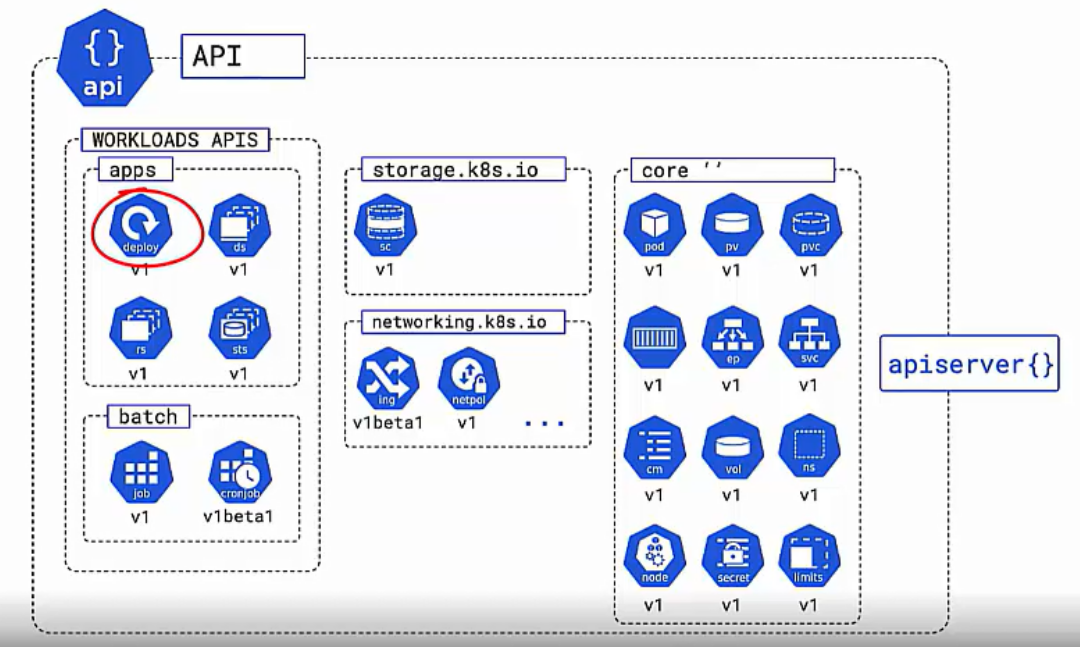 {}
api
API
WORKLOADS APIS
apps
deploy
v1
ds
v1
rs
v1
sts
v1
batch
job
v1
cronjob
v1beta1
storage.k8s.io
sc
v1
networking.k8s.io
ing
v1beta1
netpol
v1
...
core ''
pod
v1
pv
v1
pvc
v1
v1
ep
v1
svc
v1
cm
v1
vol
v1
ns
v1
node
v1
secret
v1
limits
v1
apiserver{}